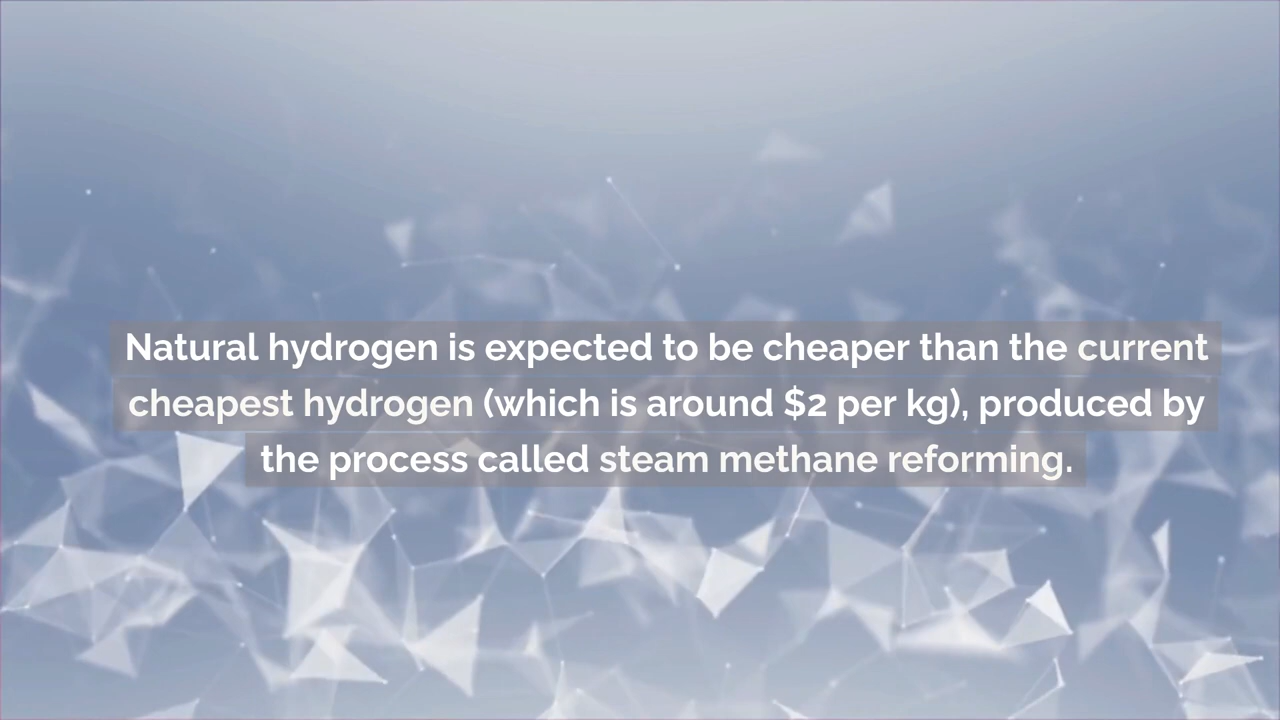 Natural hydrogen is expected to be cheaper than the current
cheapest hydrogen (which is around $2 per kg), produced by
the process called steam methane reforming.